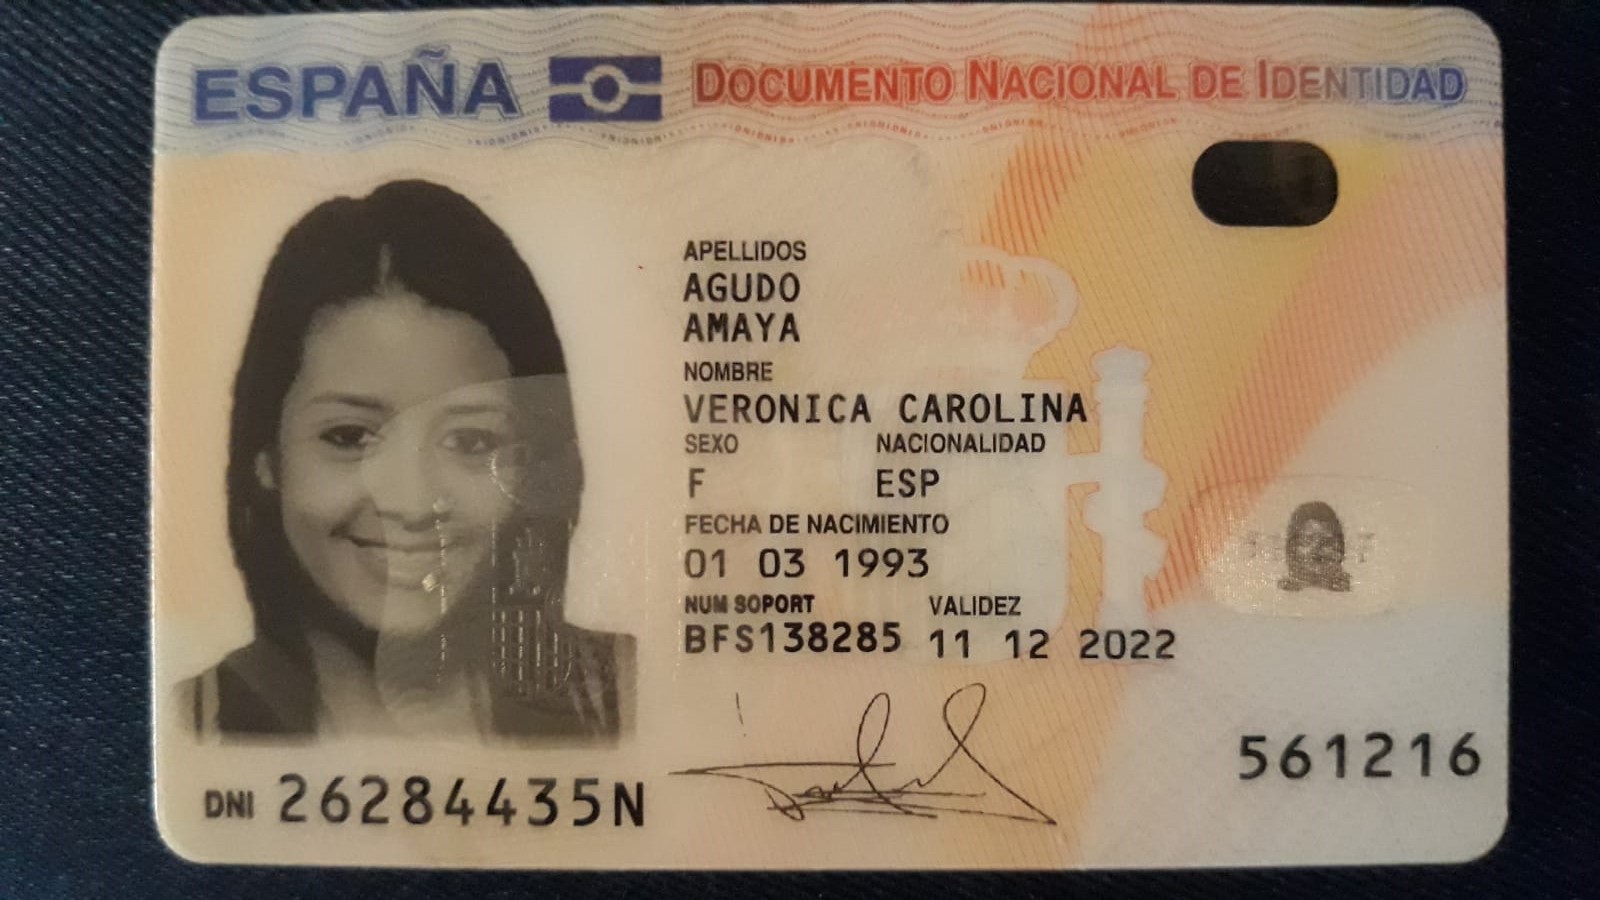 ESPAÑA DOCUMENTO NACIONAL DE IDENTIDAD
APELLIDOS
AGUDO
AMAYA
NOMBRE
VERONICA CAROLINA
SEXO NACIONALIDAD
F ESP
FECHA DE NACIMIENTO
01 03 1993
NUM SOPORT VALIDEZ
BFS138285 11 12 2022
561216
DNI 26284435N